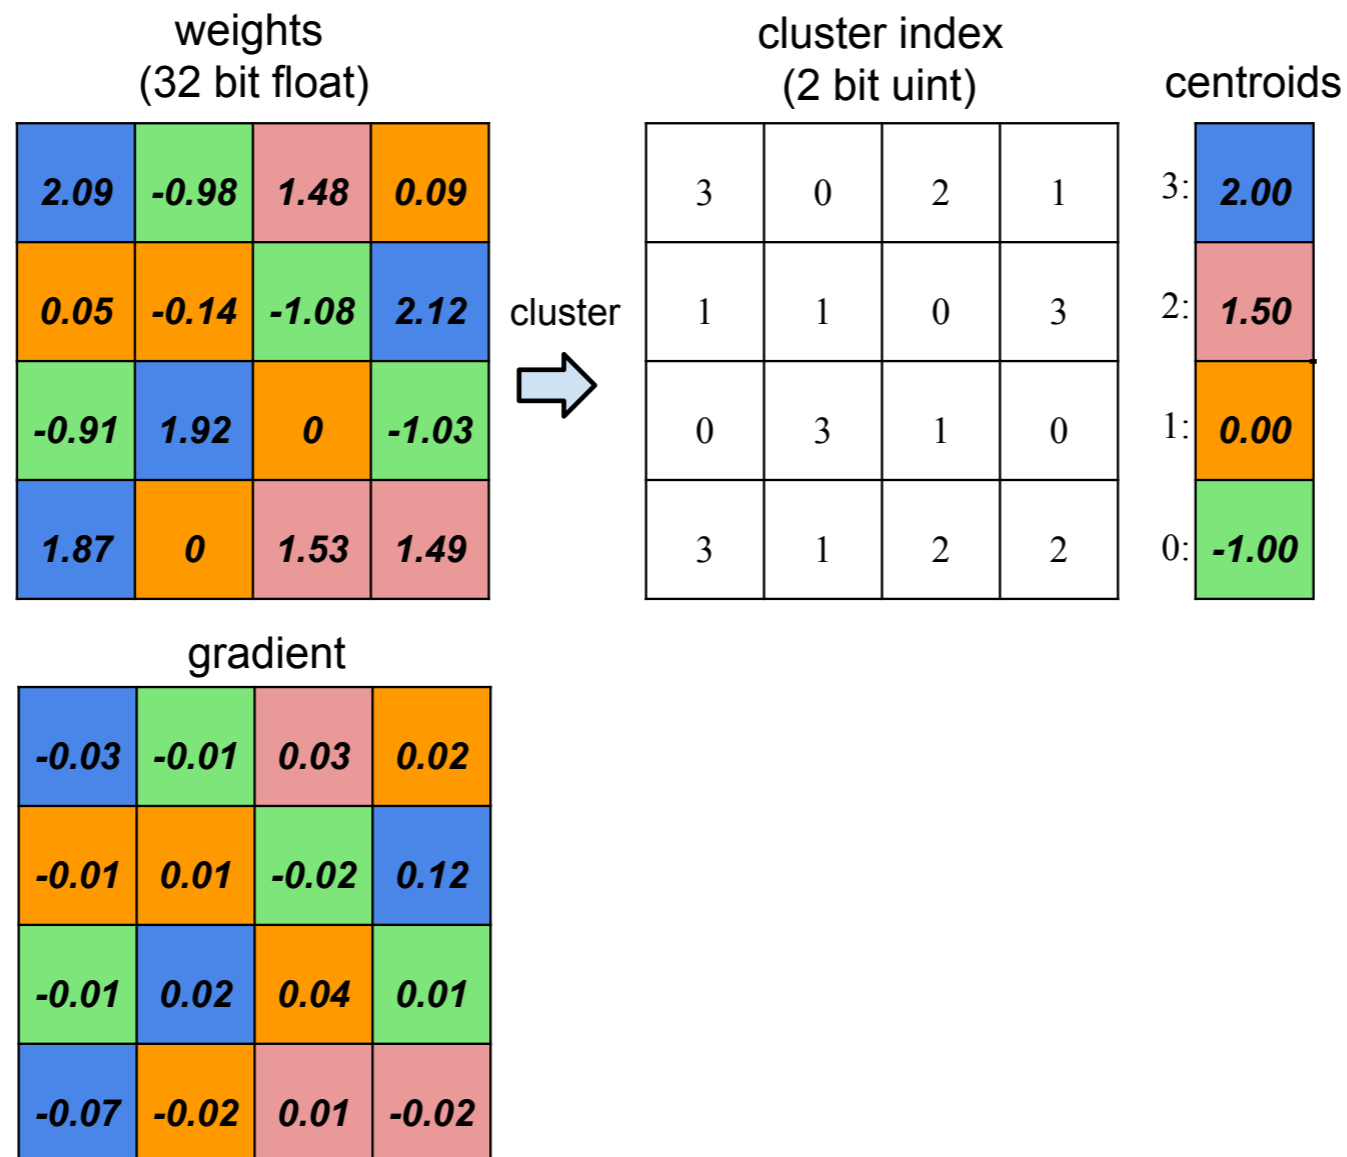 weights
(32 bit float)
cluster index
(2 bit uint)
centroids
2.09 -0.98 1.48 0.09
0.05 -0.14 -1.08 2.12
-0.91 1.92 0 -1.03
1.87 0 1.53 1.49
cluster
3 0 2 1
1 1 0 3
0 3 1 0
3 1 2 2
3: 2.00
2: 1.50
1: 0.00
0: -1.00
gradient
-0.03 -0.01 0.03 0.02
-0.01 0.01 -0.02 0.12
-0.01 0.02 0.04 0.01
-0.07 -0.02 0.01 -0.02